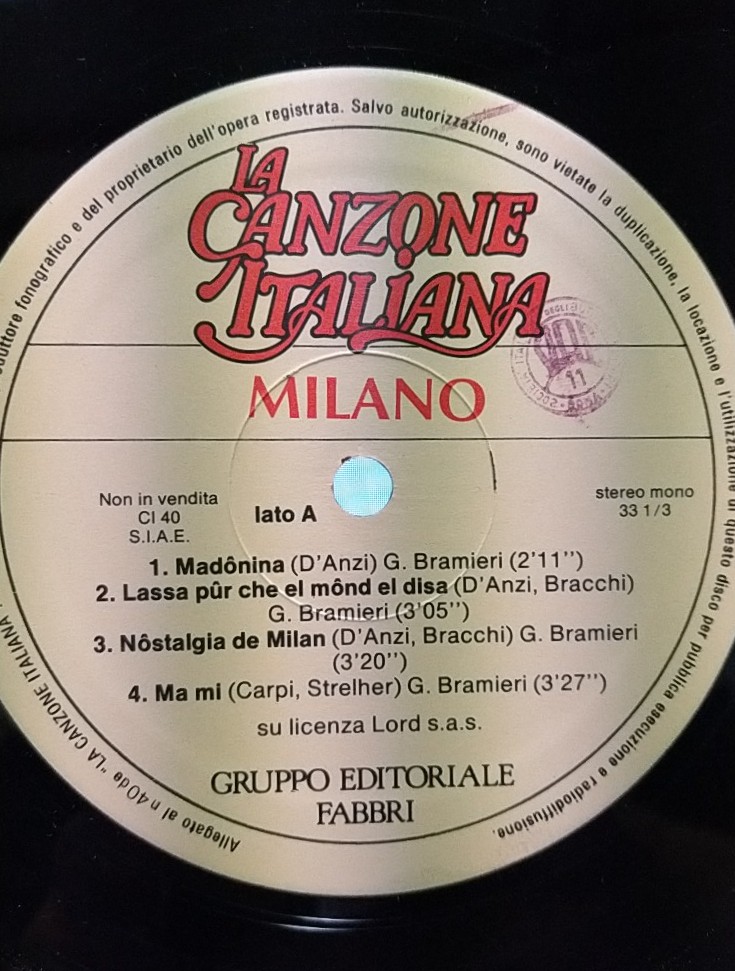 LA
CANZONE
ITALIANA
MILANO
Non in vendita
CI 40
S.I.A.E.
lato A
stereo mono
33 1/3
1. Madônina (D'Anzi) G. Bramieri (2'11'')
2. Lassa pûr che el mônd el disa (D'Anzi, Bracchi)
G. Bramieri (3'05'')
3. Nôstalgia de Milan (D'Anzi, Bracchi) G. Bramieri
(3'20'')
4. Ma mi (Carpi, Strelher) G. Bramieri (3'27'')
su licenza Lord s.a.s.
GRUPPO EDITORIALE
FABBRI
fonografico e del proprietario dell'opera registrata. Salvo autorizzazione, sono vietate la duplicazione, la locazione e l'utilizzazione di questo disco per pubblica esecuzione e radiodiffusione.
Allegato al n 40 de "LA CANZONE ITALIANA
DEGLI
11
ROMA